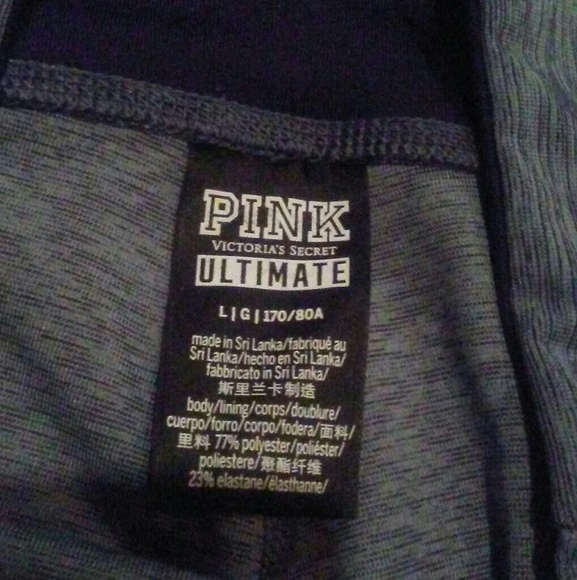 PINK
VICTORIA'S SECRET
ULTIMATE
L | G | 170/80A
made in Sri Lanka/fabriqué au
Sri Lanka/hecho en Sri Lanka/
fabbricato in Sri Lanka/
斯里兰卡制造
body/lining/corps/doublure/
cuerpo/forro/corpo/fodera/面料/
里料 77% polyester/poliéster/
poliestere/聚酯纤维
23% elastane/élasthanne/